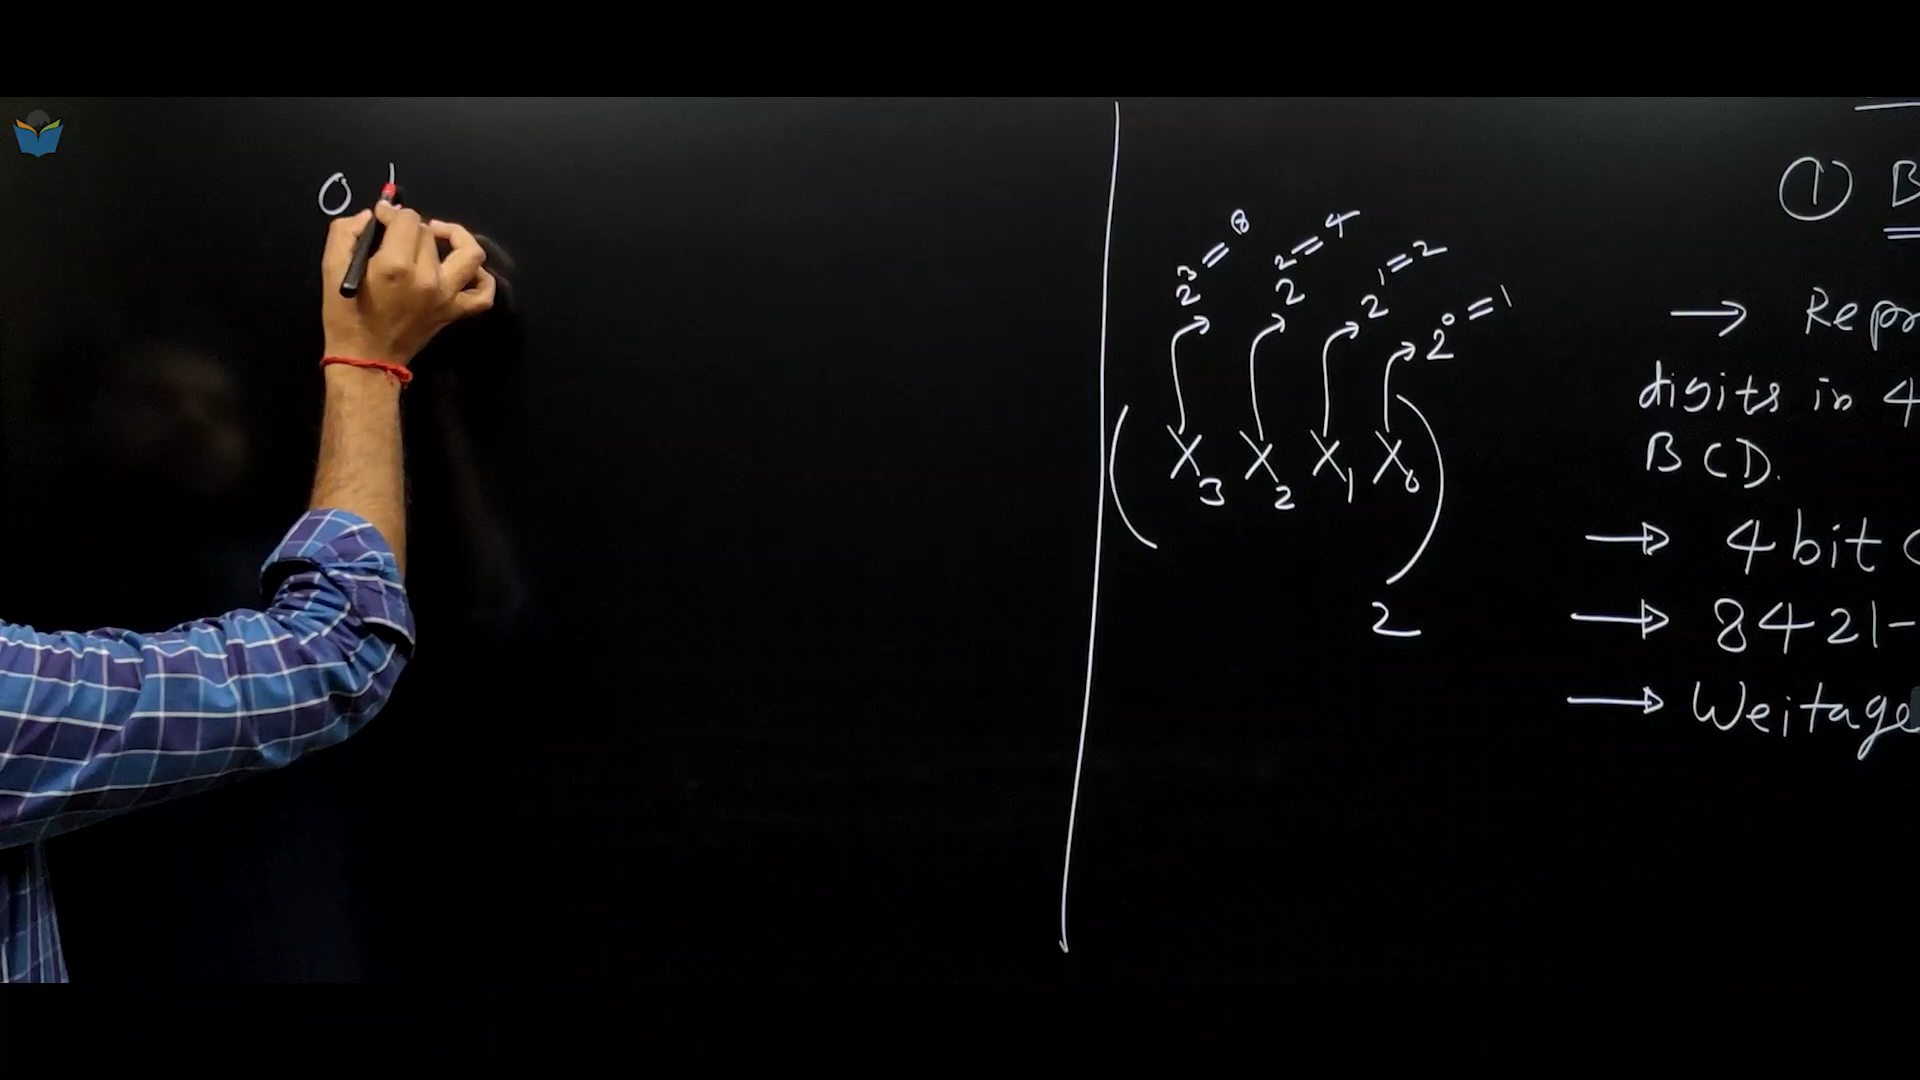 0 1
2³ = 8
2² = 4
2¹ = 2
2⁰ = 1
( X₃ X₂ X₁ X₀ )₂
① B
→ Repr
digits in 4
BCD.
→ 4 bit C
→ 8421-
→ Weitage